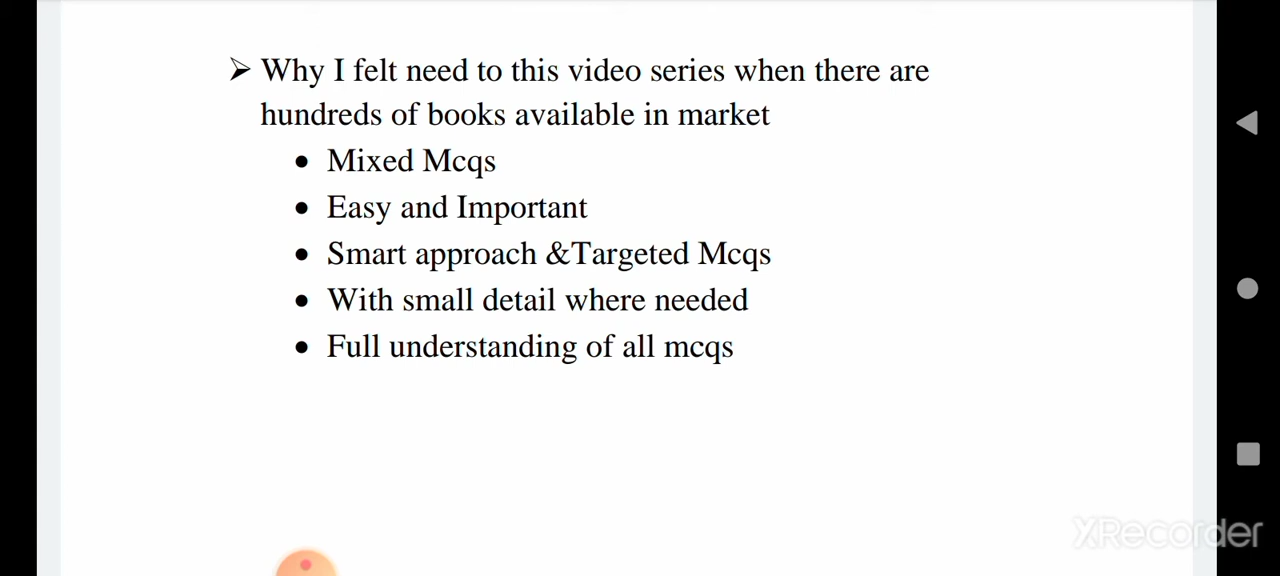 ➢ Why I felt need to this video series when there are
hundreds of books available in market
• Mixed Mcqs
• Easy and Important
• Smart approach &Targeted Mcqs
• With small detail where needed
• Full understanding of all mcqs
XRecorder